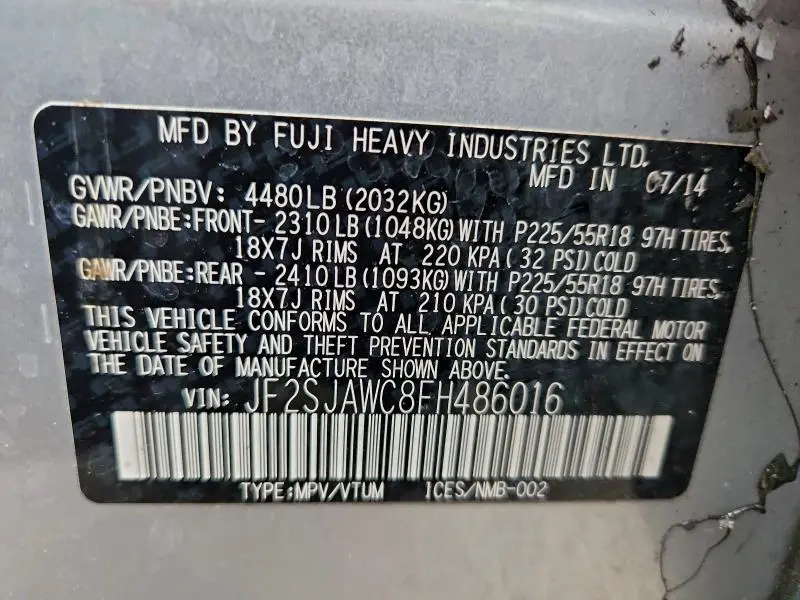 MFD BY FUJI HEAVY INDUSTRIES LTD.
MFD IN 07/14
GVWR/PNBV: 4480LB (2032KG)
GAWR/PNBE:FRONT- 2310LB (1048KG) WITH P225/55R18 97H TIRES,
18X7J RIMS AT 220 KPA ( 32 PSI) COLD
GAWR/PNBE:REAR - 2410LB (1093KG) WITH P225/55R18 97H TIRES,
18X7J RIMS AT 210 KPA ( 30 PSI) COLD
THIS VEHICLE CONFORMS TO ALL APPLICABLE FEDERAL MOTOR
VEHICLE SAFETY AND THEFT PREVENTION STANDARDS IN EFFECT ON
THE DATE OF MANUFACTURE SHOWN ABOVE.
VIN: JF2SJAWC8FH486016
TYPE:MPV/VTUM ICES/NMB-002